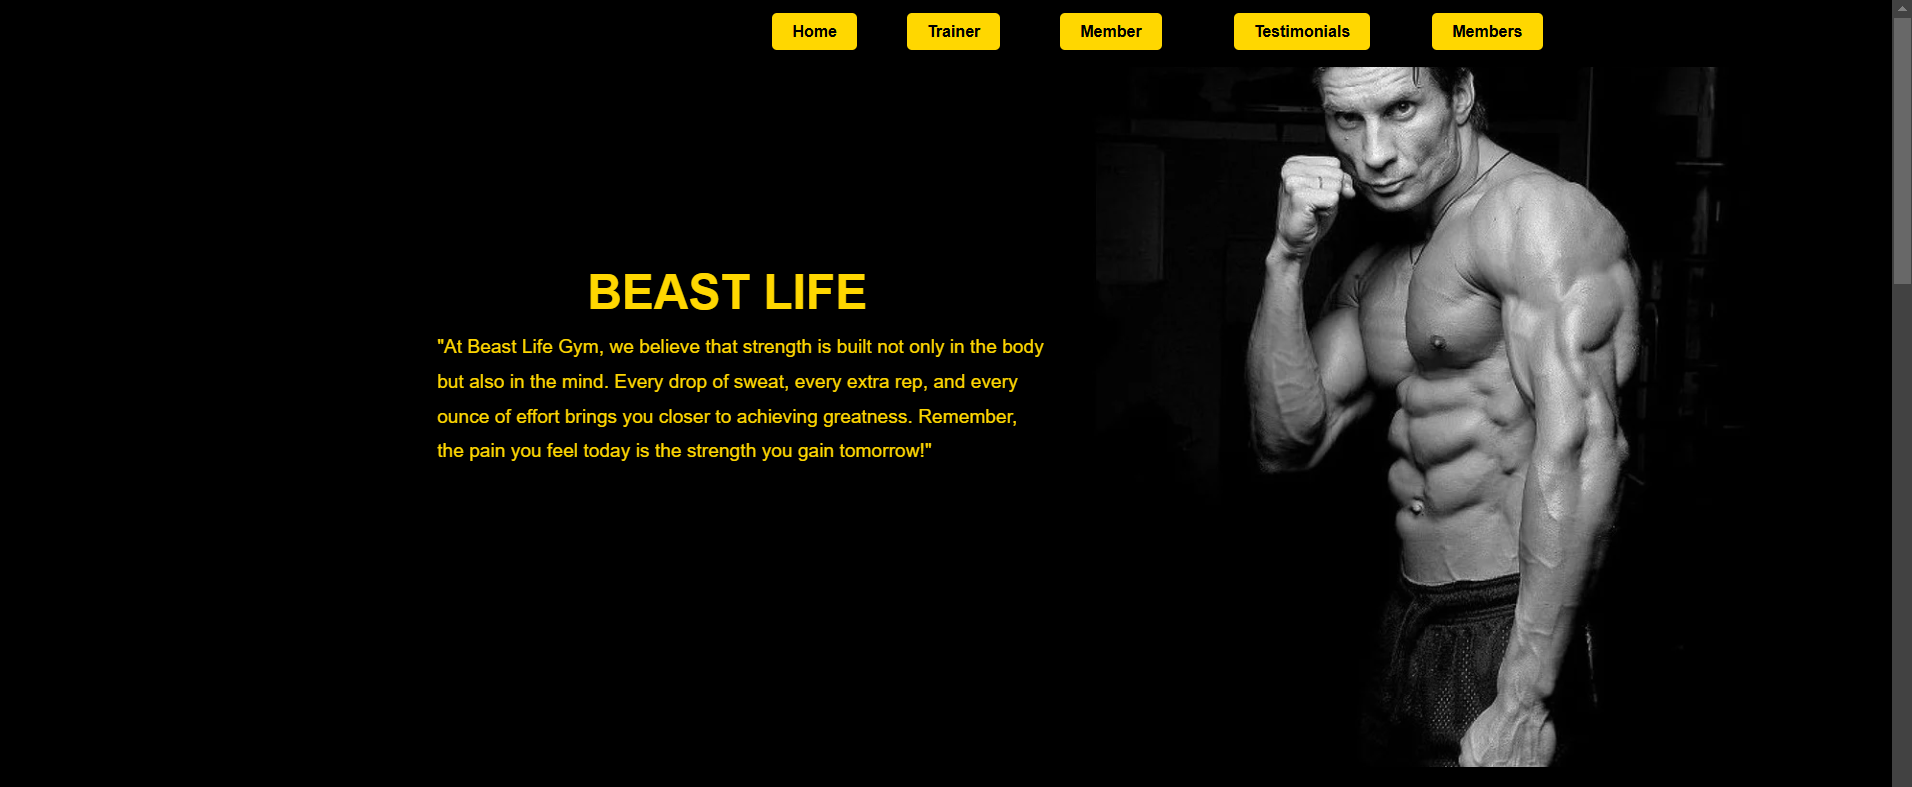 Home Trainer Member Testimonials Members
BEAST LIFE
"At Beast Life Gym, we believe that strength is built not only in the body
but also in the mind. Every drop of sweat, every extra rep, and every
ounce of effort brings you closer to achieving greatness. Remember,
the pain you feel today is the strength you gain tomorrow!"